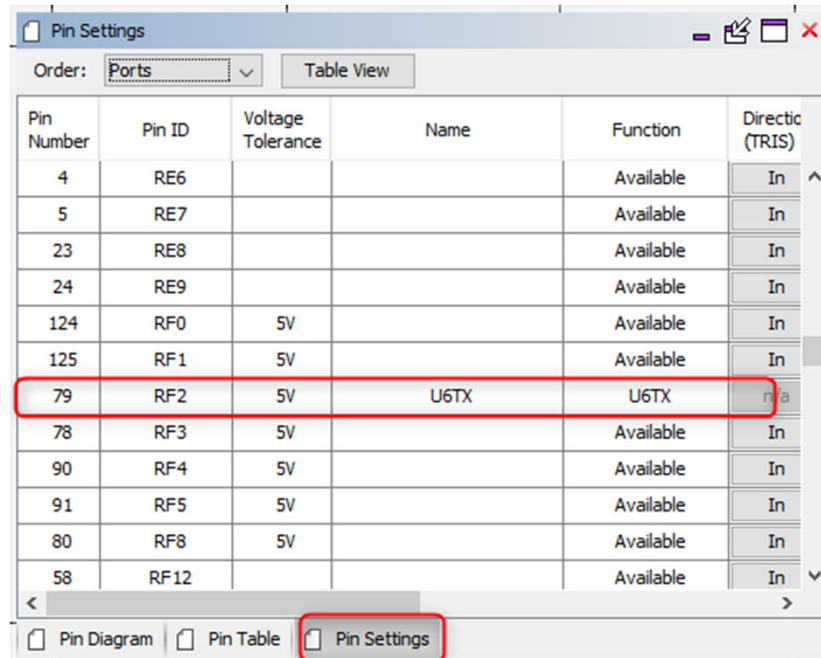 Pin Settings
Order: Ports Table View
Pin Number Pin ID Voltage Tolerance Name Function Directio (TRIS)
4 RE6 Available In
5 RE7 Available In
23 RE8 Available In
24 RE9 Available In
124 RF0 5V Available In
125 RF1 5V Available In
79 RF2 5V U6TX U6TX n/a
78 RF3 5V Available In
90 RF4 5V Available In
91 RF5 5V Available In
80 RF8 5V Available In
58 RF12 Available In
Pin Diagram Pin Table Pin Settings